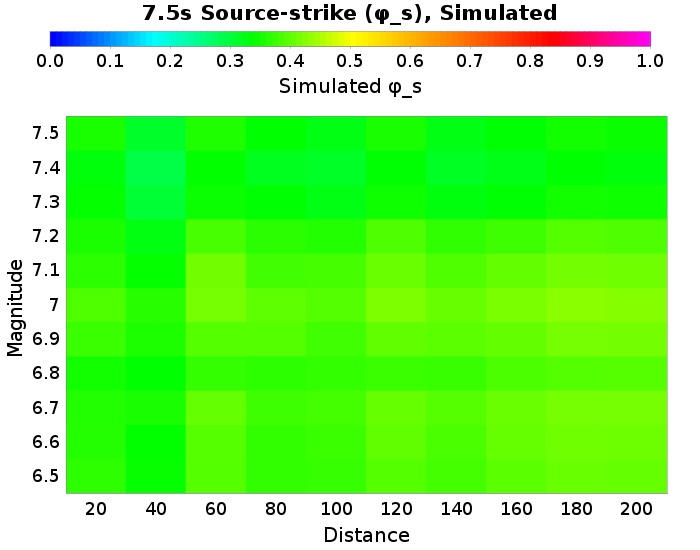 7.5s Source-strike (φ_s), Simulated
0.0 0.1 0.2 0.3 0.4 0.5 0.6 0.7 0.8 0.9 1.0
Simulated φ_s
7.5
7.4
7.3
7.2
7.1
7
6.9
6.8
6.7
6.6
6.5
Magnitude
20 40 60 80 100 120 140 160 180 200
Distance